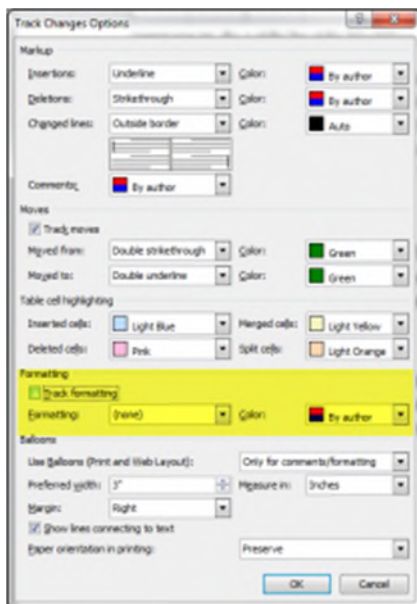 Track Changes Options
Markup
Insertions: Underline Color: By author
Deletions: Strikethrough Color: By author
Changed lines: Outside border Color: Auto
Comments: By author
Moves
Track moves
Moved from: Double strikethrough Color: Green
Moved to: Double underline Color: Green
Table cell highlighting
Inserted cells: Light Blue Merged cells: Light Yellow
Deleted cells: Pink Split cells: Light Orange
Formatting
Track formatting
Formatting: (none) Color: By author
Balloons
Use Balloons (Print and Web Layout): Only for comments/formatting
Preferred width: 3" Measure in: Inches
Margin: Right
Show lines connecting to text
Paper orientation in printing: Preserve
OK Cancel